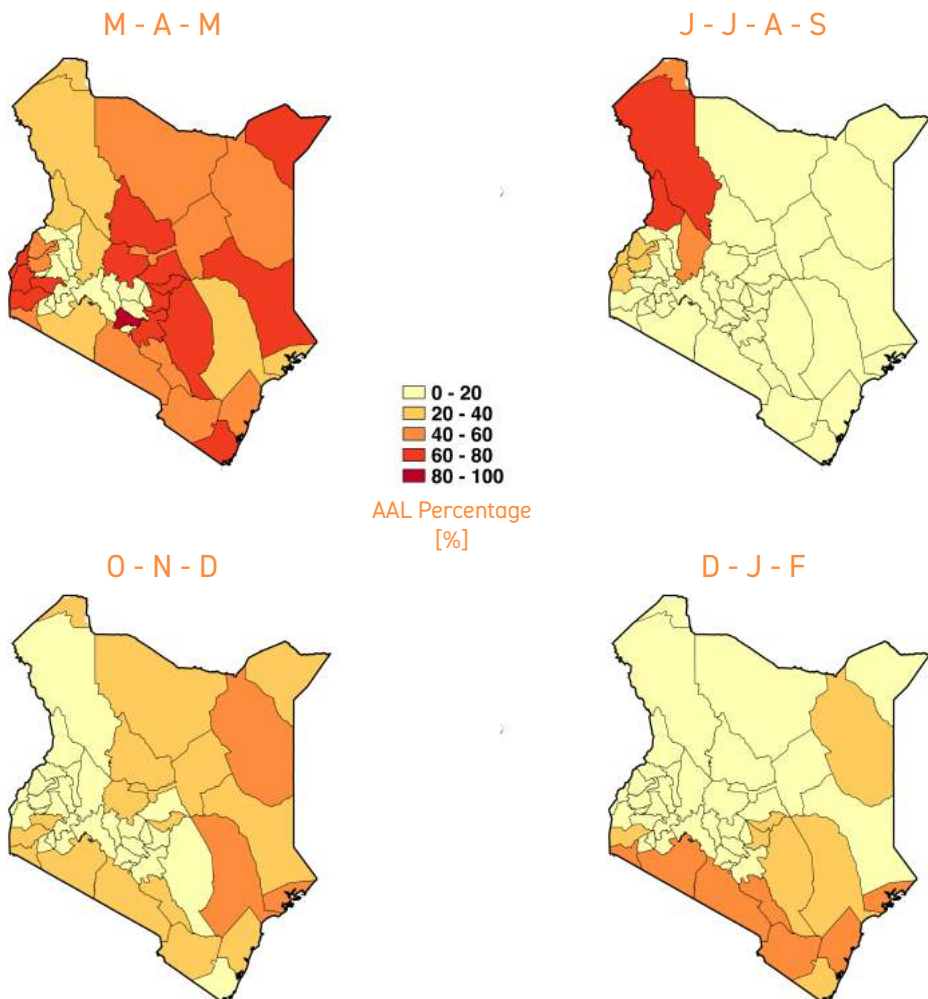 M - A - M
J - J - A - S
0 - 20
20 - 40
40 - 60
60 - 80
80 - 100
AAL Percentage
[%]
O - N - D
D - J - F